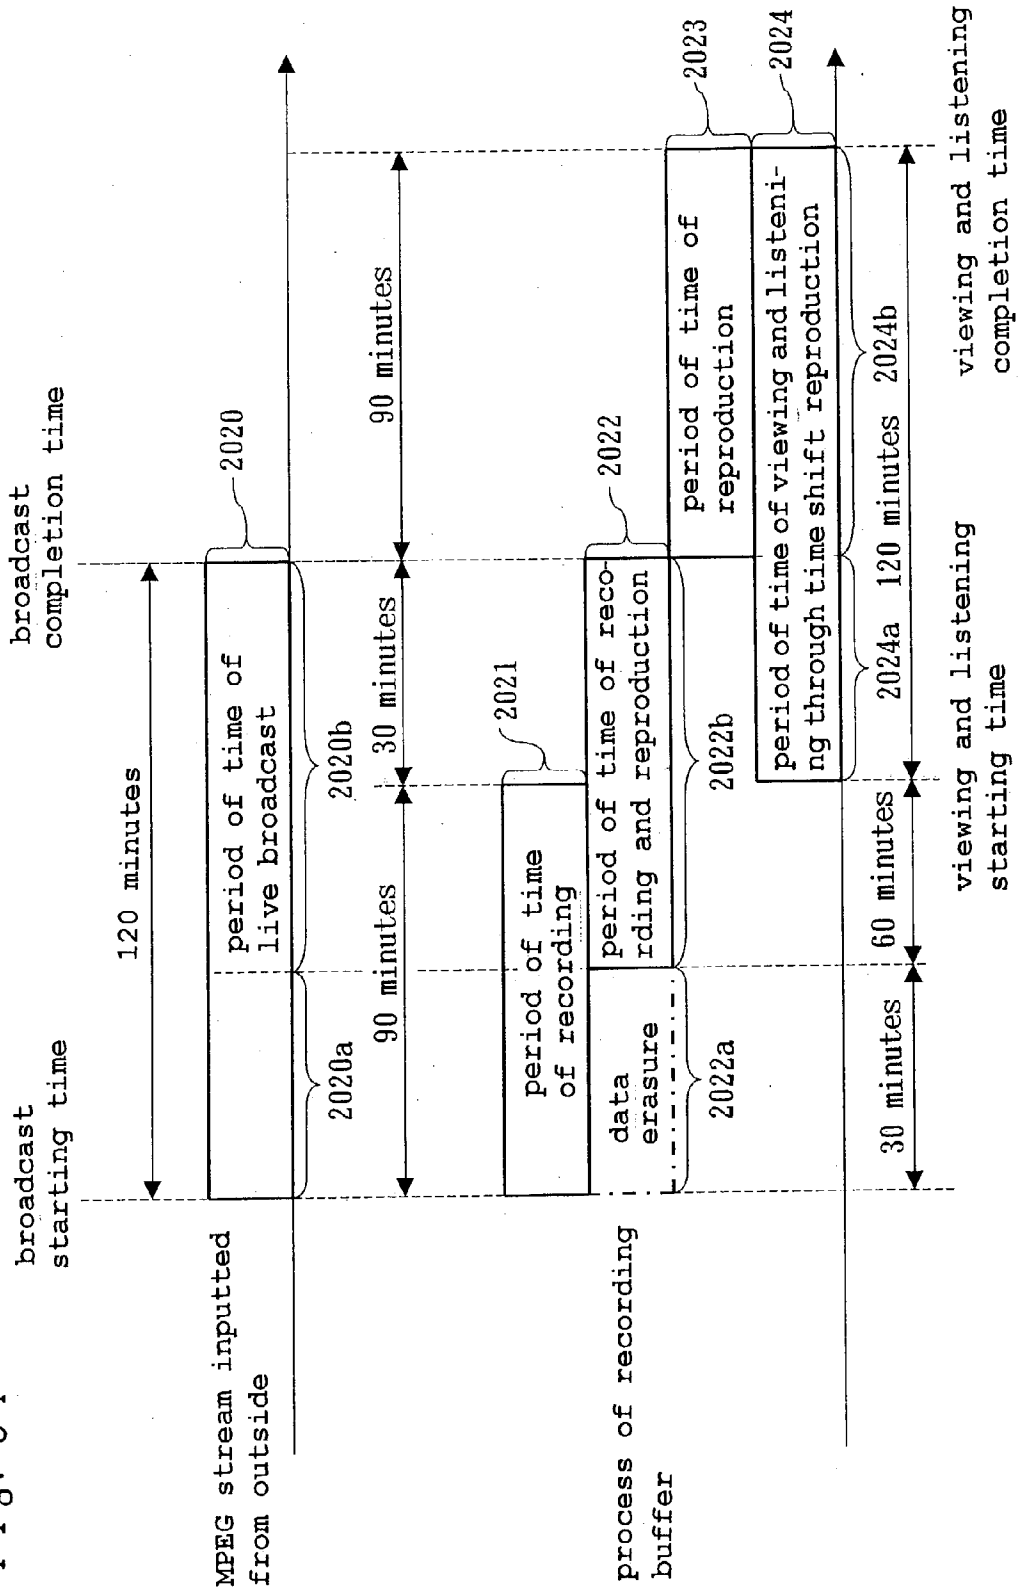 broadcast
starting time
broadcast
completion time
120 minutes
MPEG stream inputted
from outside
period of time of
live broadcast
2020
2020a
2020b
90 minutes
30 minutes
90 minutes
process of recording
buffer
period of time
of recording
2021
data
erasure
period of time of reco-
rding and reproduction
2022
2022a
2022b
period of time of
reproduction
2023
period of time of viewing and listeni-
ng through time shift reproduction
2024
2024a
2024b
30 minutes
60 minutes
120 minutes
viewing and listening
starting time
viewing and listening
completion time